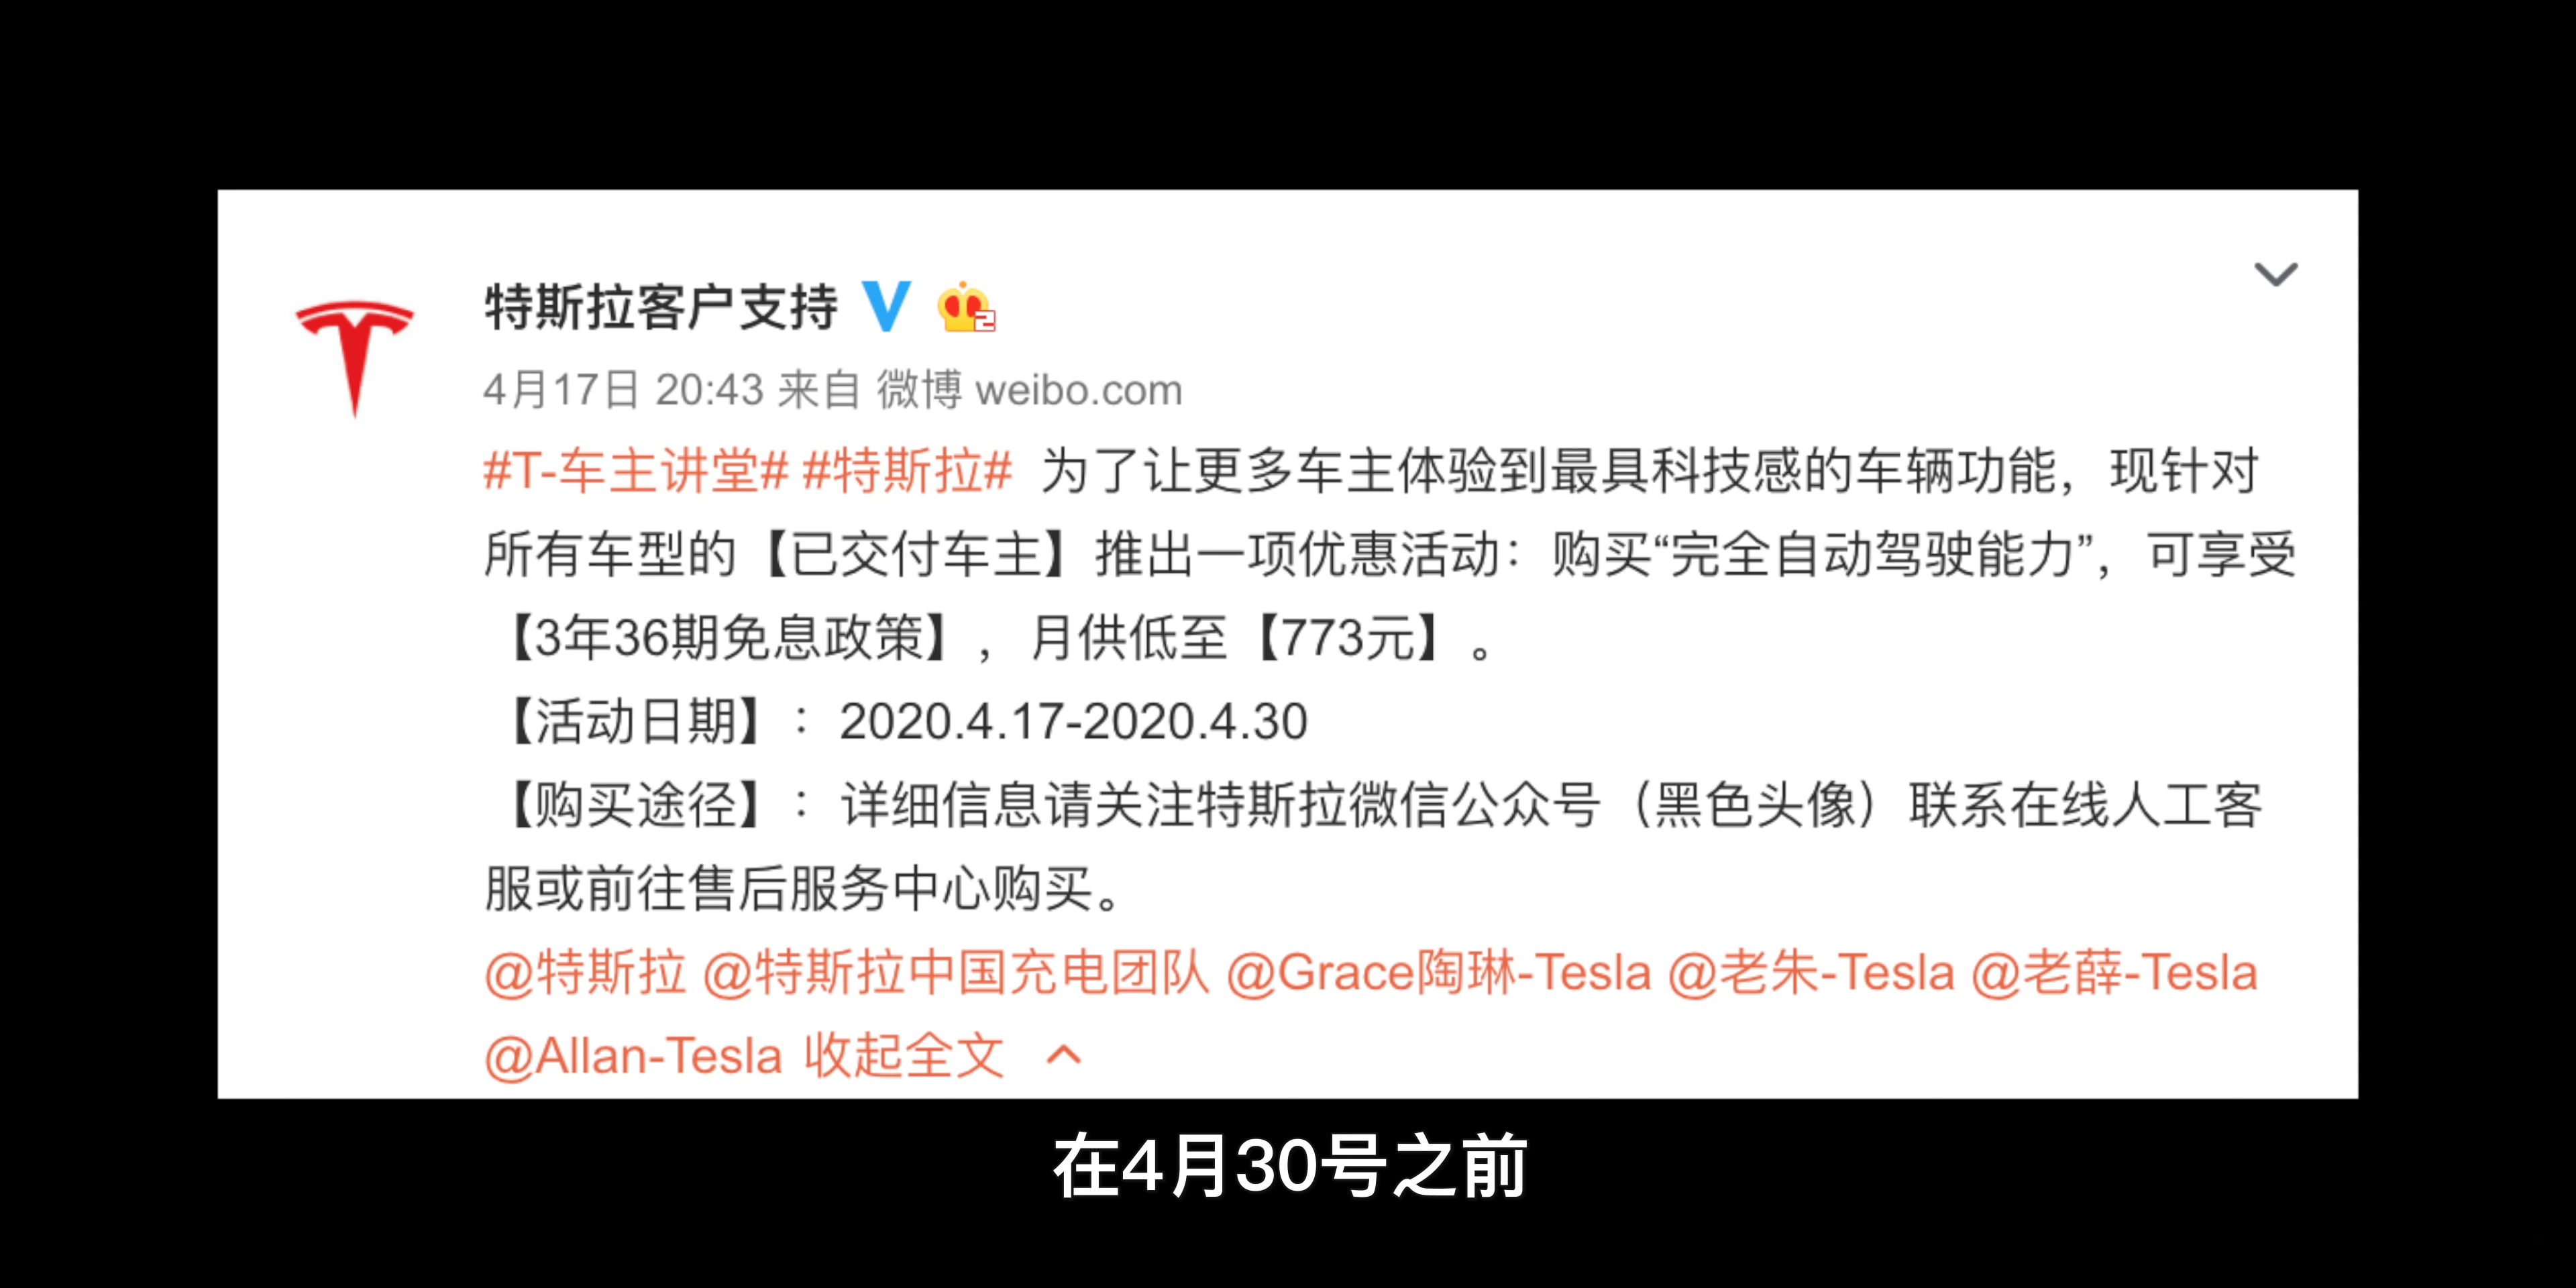 特斯拉客户支持
4月17日 20:43 来自 微博 weibo.com
#T-车主讲堂# #特斯拉# 为了让更多车主体验到最具科技感的车辆功能，现针对
所有车型的【已交付车主】推出一项优惠活动：购买“完全自动驾驶能力”，可享受
【3年36期免息政策】，月供低至【773元】。
【活动日期】：2020.4.17-2020.4.30
【购买途径】：详细信息请关注特斯拉微信公众号（黑色头像）联系在线人工客
服或前往售后服务中心购买。
@特斯拉 @特斯拉中国充电团队 @Grace陶琳-Tesla @老朱-Tesla @老薛-Tesla
@Allan-Tesla 收起全文
在4月30号之前